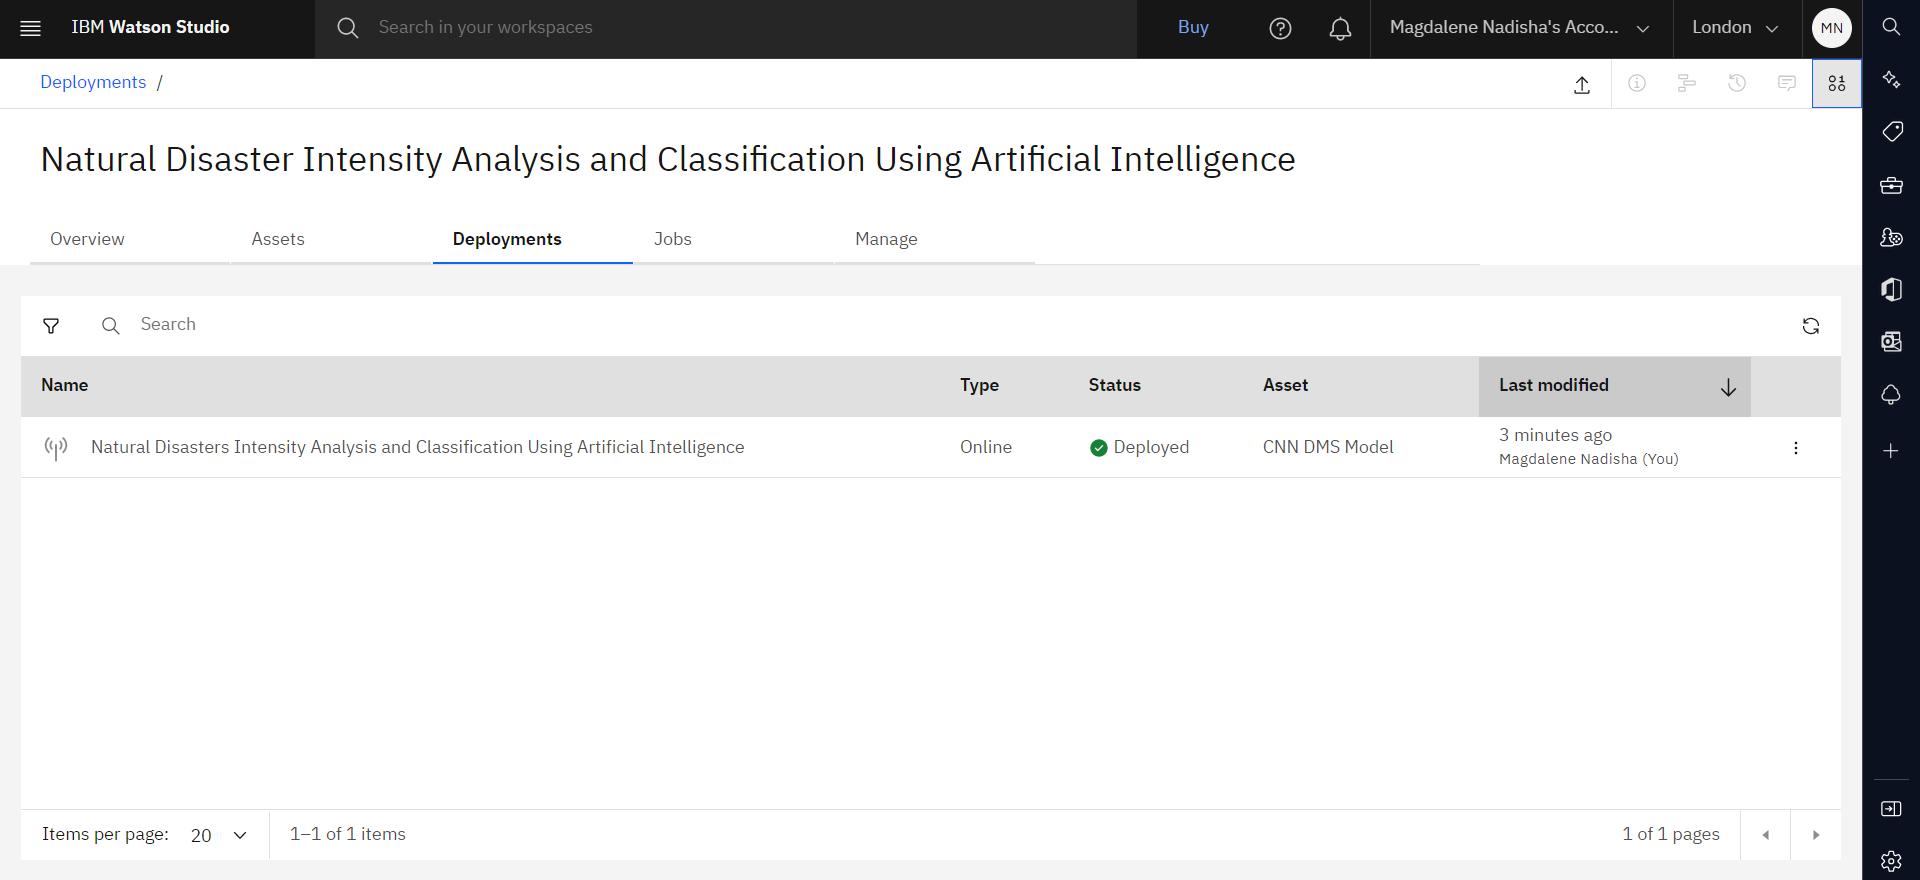 IBM Watson Studio
Search in your workspaces
Buy
Magdalene Nadisha's Acco...
London
MN
Deployments /
Natural Disaster Intensity Analysis and Classification Using Artificial Intelligence
Overview
Assets
Deployments
Jobs
Manage
Search
Name
Type
Status
Asset
Last modified
Natural Disasters Intensity Analysis and Classification Using Artificial Intelligence
Online
Deployed
CNN DMS Model
3 minutes ago
Magdalene Nadisha (You)
Items per page: 20
1–1 of 1 items
1 of 1 pages